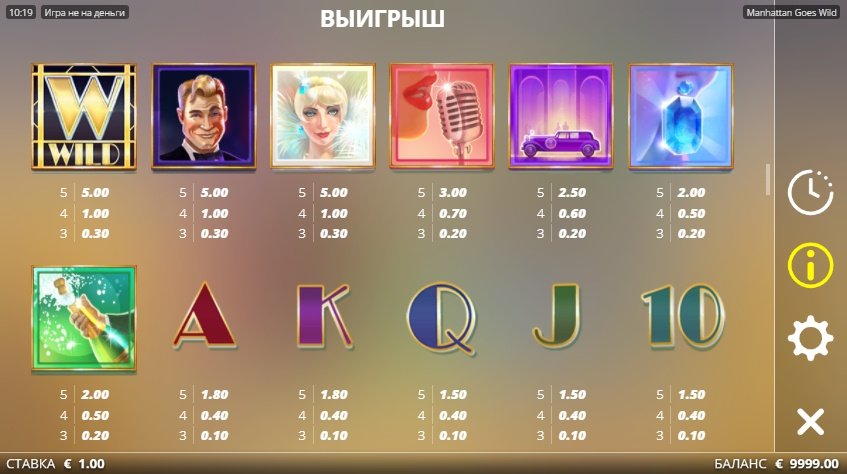 10:19 Игра не на деньги
Manhattan Goes Wild
ВЫИГРЫШ
W
WILD
5 5.00 5 5.00 5 5.00 5 3.00 5 2.50 5 2.00
4 1.00 4 1.00 4 1.00 4 0.70 4 0.60 4 0.50
3 0.30 3 0.30 3 0.30 3 0.20 3 0.20 3 0.20
A K Q J 10
5 2.00 5 1.80 5 1.80 5 1.50 5 1.50 5 1.50
4 0.50 4 0.40 4 0.40 4 0.40 4 0.40 4 0.40
3 0.20 3 0.10 3 0.10 3 0.10 3 0.10 3 0.10
СТАВКА € 1.00
БАЛАНС € 9999.00